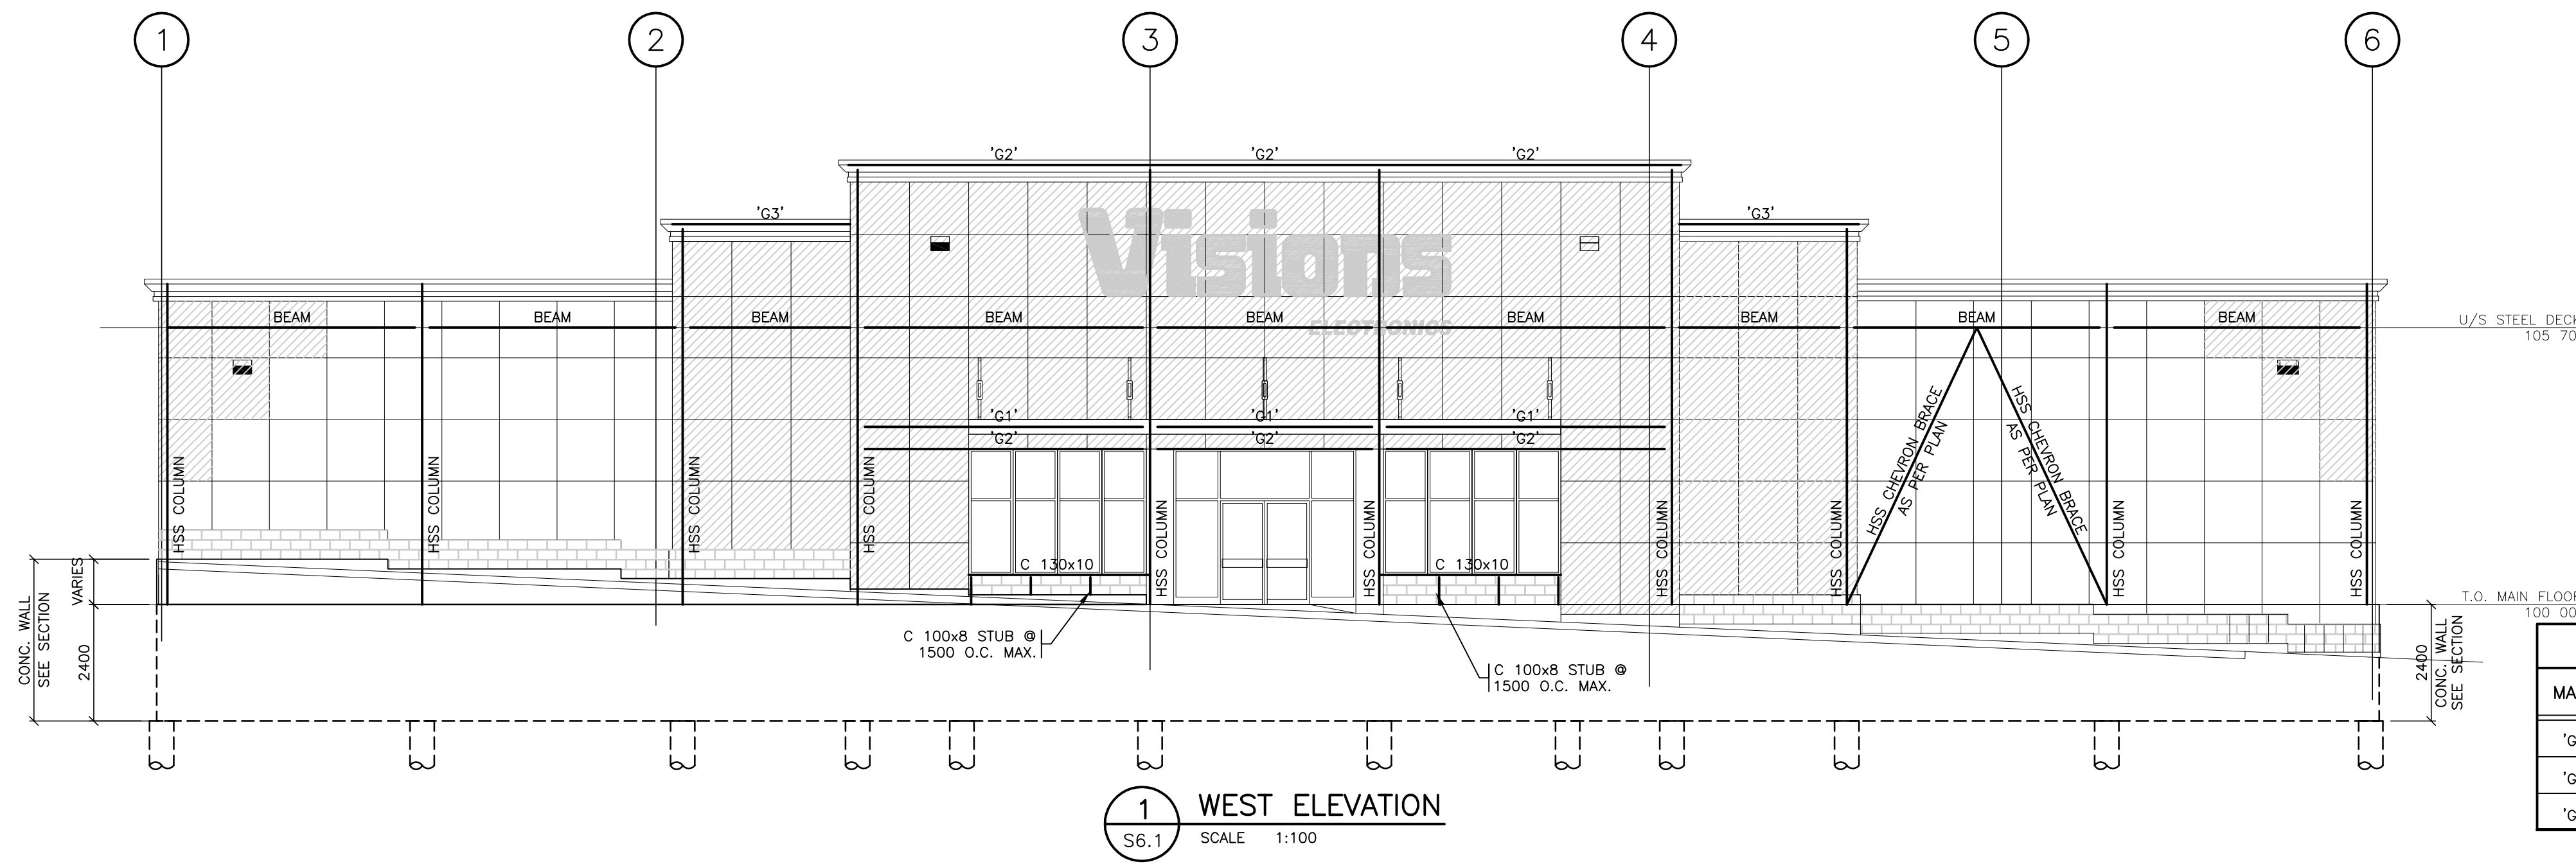 1
2
3
4
5
6
'G2'
'G2'
'G2'
'G3'
'G3'
Visions
ELECTRONICS
BEAM
BEAM
BEAM
BEAM
BEAM
BEAM
BEAM
BEAM
BEAM
U/S STEEL DECK
105 70
'G1'
'G1'
'G1'
'G2'
'G2'
'G2'
HSS COLUMN
HSS COLUMN
HSS COLUMN
HSS COLUMN
HSS COLUMN
HSS COLUMN
HSS COLUMN
HSS COLUMN
HSS CHEVRON BRACE
AS PER PLAN
HSS CHEVRON BRACE
AS PER PLAN
HSS COLUMN
HSS COLUMN
C 130x10
C 130x10
VARIES
CONC. WALL
SEE SECTION
2400
T.O. MAIN FLOOR
100 00
C 100x8 STUB @
1500 O.C. MAX.
C 100x8 STUB @
1500 O.C. MAX.
2400
CONC. WALL
SEE SECTION
MA
'G
'G
'G
1
S6.1
WEST ELEVATION
SCALE 1:100